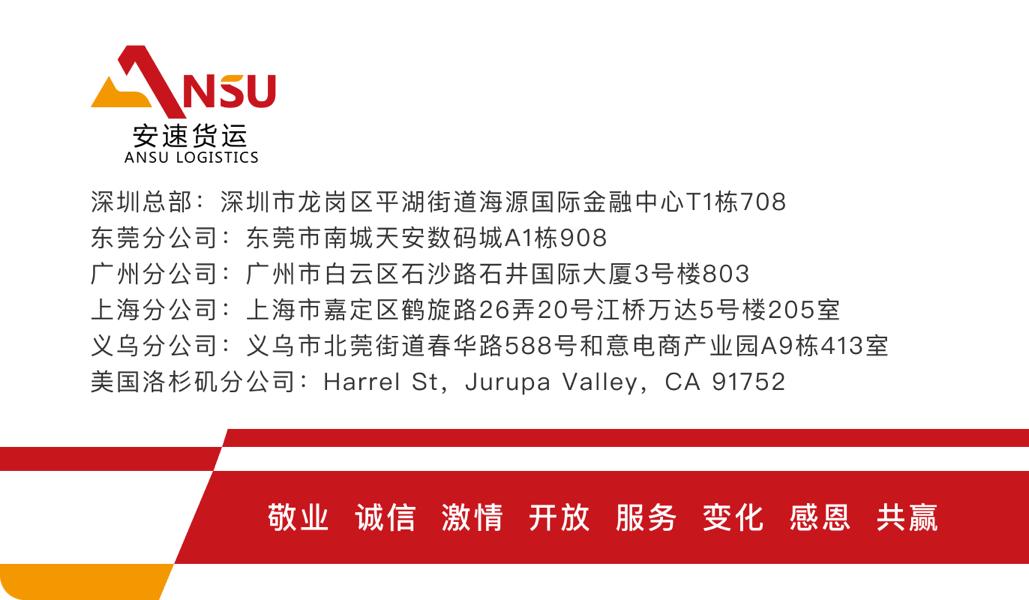 ANSU
安速货运
ANSU LOGISTICS
深圳总部：深圳市龙岗区平湖街道海源国际金融中心T1栋708
东莞分公司：东莞市南城天安数码城A1栋908
广州分公司：广州市白云区石沙路石井国际大厦3号楼803
上海分公司：上海市嘉定区鹤旋路26弄20号江桥万达5号楼205室
义乌分公司：义乌市北莞街道春华路588号和意电商产业园A9栋413室
美国洛杉矶分公司：Harrel St，Jurupa Valley，CA 91752
敬业 诚信 激情 开放 服务 变化 感恩 共赢